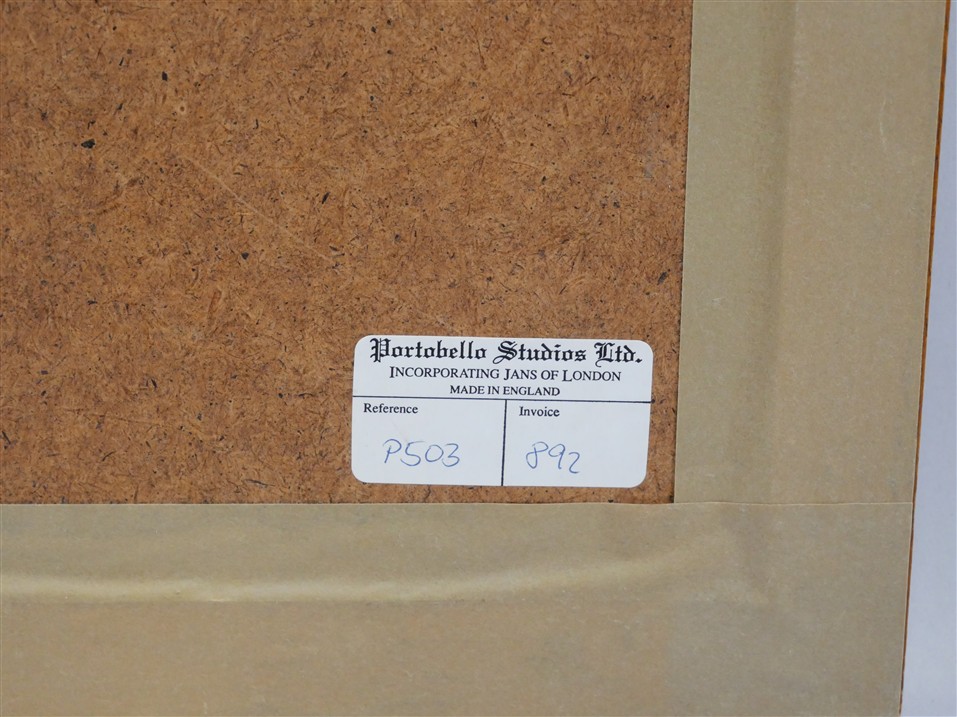 Portobello Studios Ltd.
INCORPORATING JANS OF LONDON
MADE IN ENGLAND
Reference
Invoice
P503
892